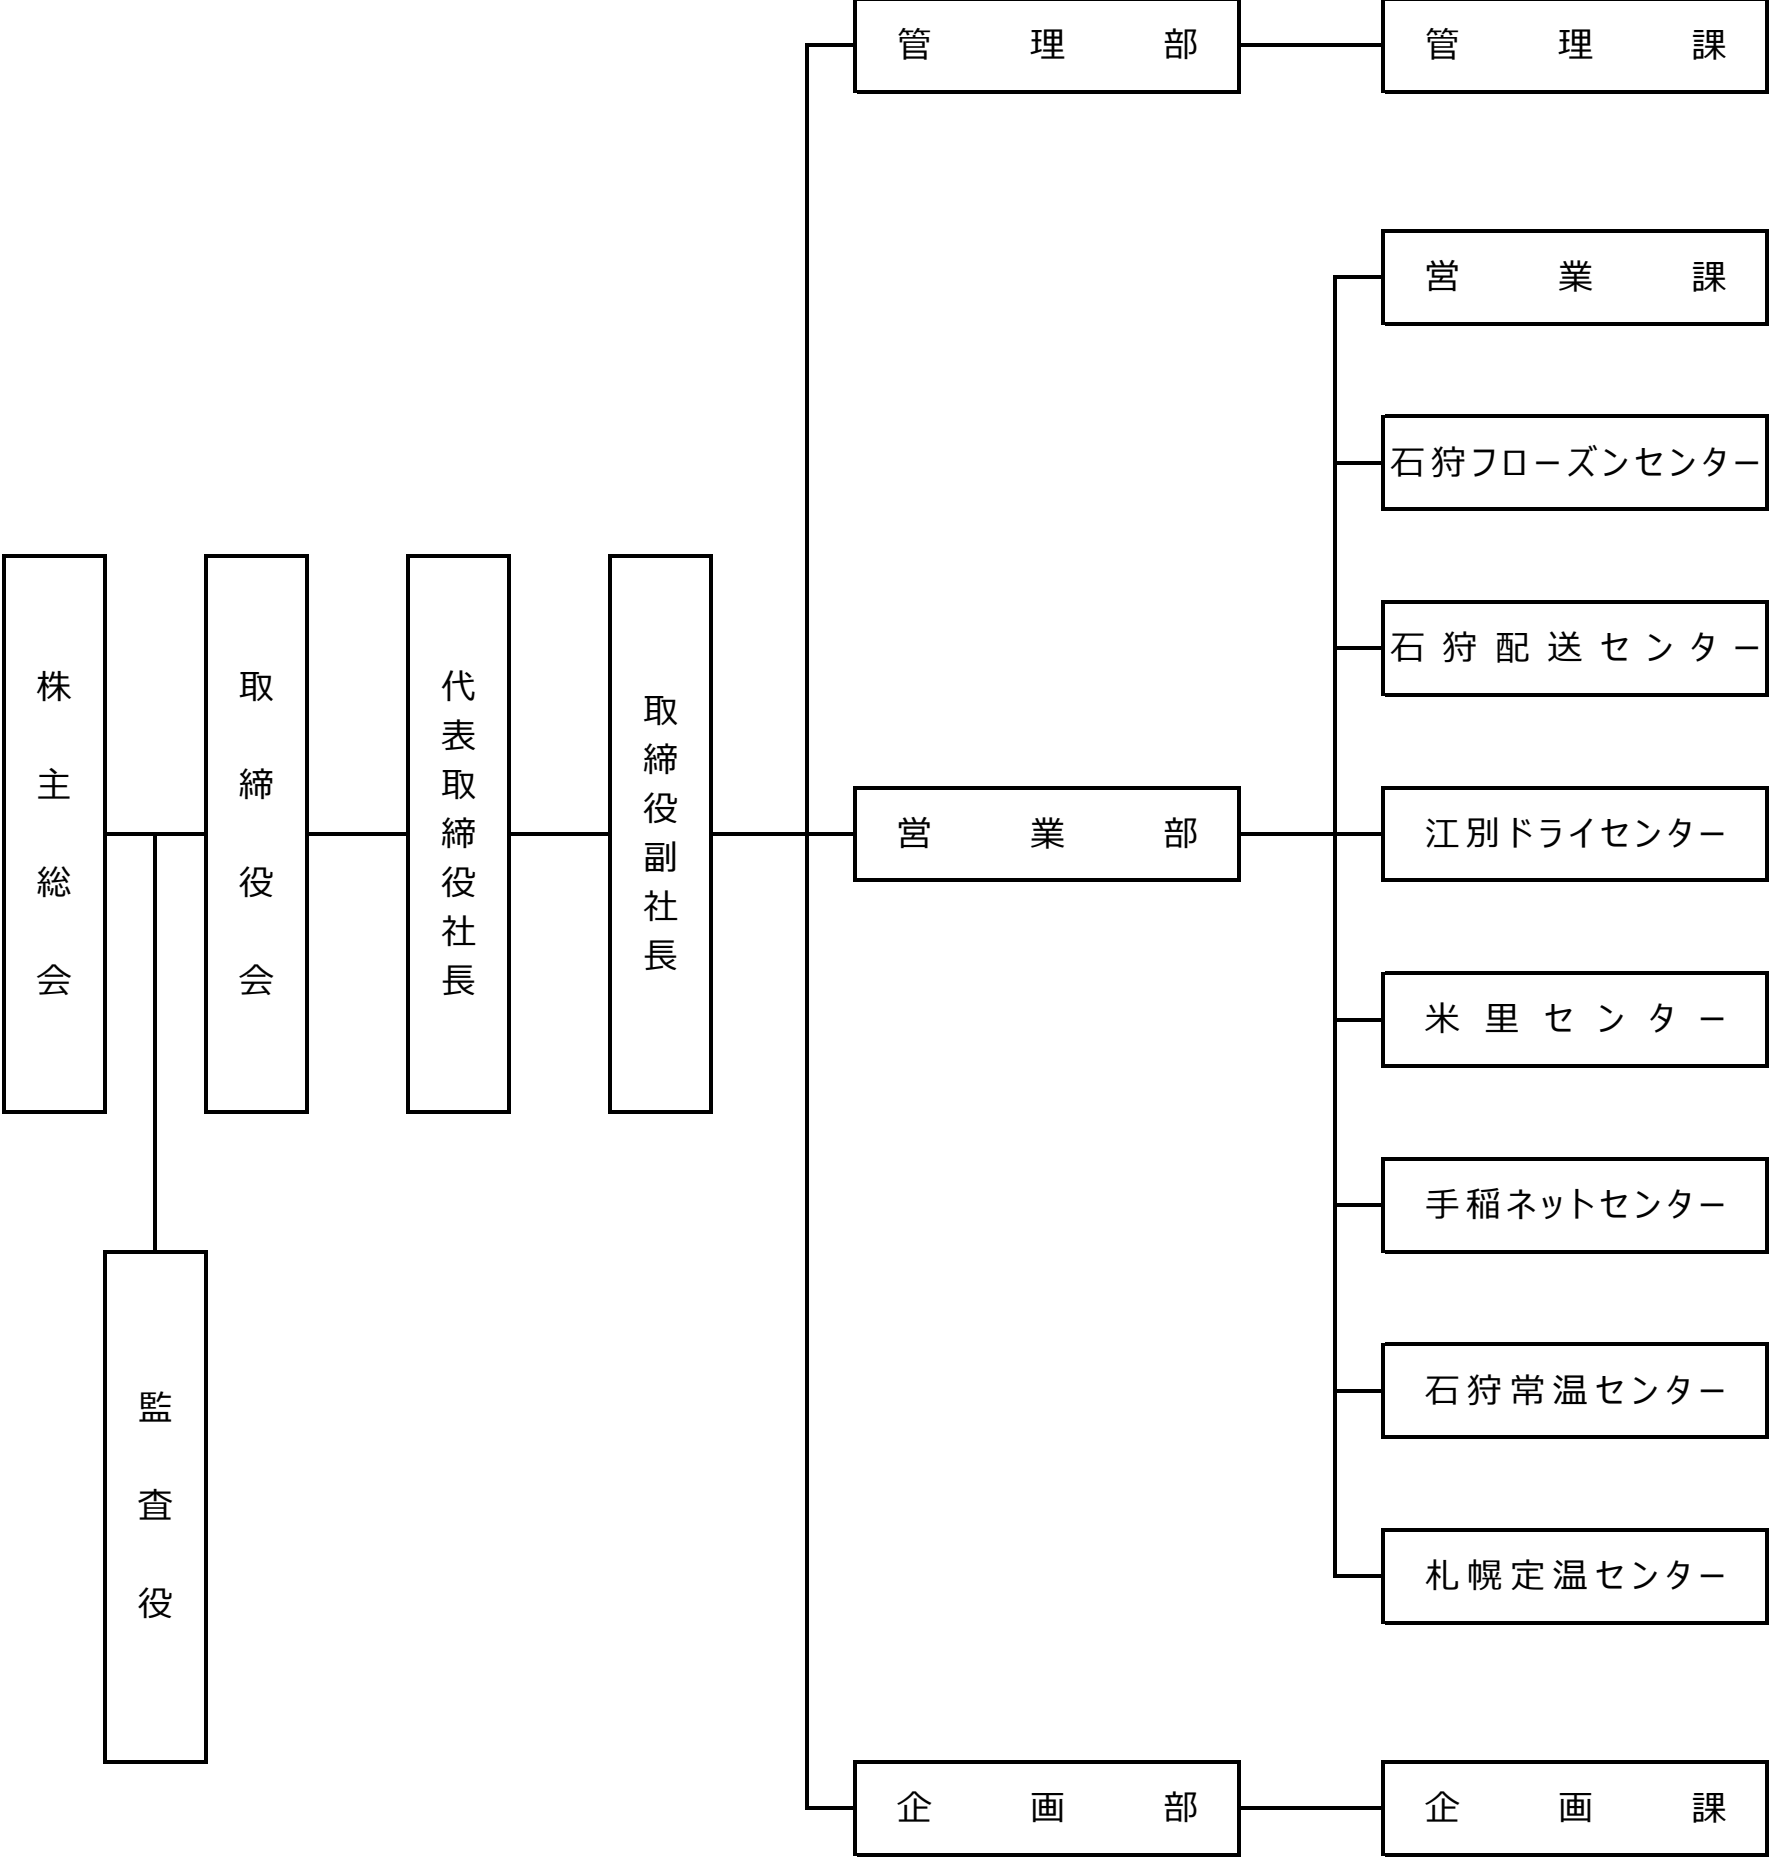 管理部
管理課
営業課
石狩フローズンセンター
石狩配送センター
株主総会
取締役会
代表取締役社長
取締役副社長
営業部
江別ドライセンター
米里センター
手稲ネットセンター
監査役
石狩常温センター
札幌定温センター
企画部
企画課